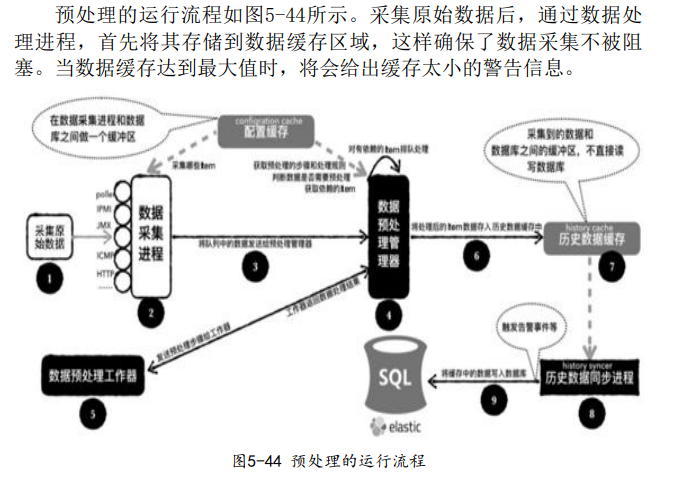 预处理的运行流程如图5-44所示。采集原始数据后，通过数据处
理进程，首先将其存储到数据缓存区域，这样确保了数据采集不被阻
塞。当数据缓存达到最大值时，将会给出缓存太小的警告信息。
在数据采集进程和数据
库之间做一个缓冲区
configration cache
配置缓存
采集哪些Item
获取预处理的步骤和处理规则
判断数据是否需要预处理
获取依赖的Item
对有依赖的Item排队处理
采集到的数据和
数据库之间的缓冲区，不直接读
写数据库
采集原
始数据
1
poller
IPMI
JMX
ICMP
HTTP
......
数据
采集
进程
2
将队列中的数据发送给预处理管理器
3
数据
预处
理管
理器
4
将处理后的Item数据存入历史数据缓存中
6
history cache
历史数据缓存
7
工作器返回数据处理结果
发送预处理步骤给工作器
数据预处理工作器
5
触发告警事件等
history syncer
历史数据同步进程
8
将缓存中的数据写入数据库
9
SQL
elastic
图5-44 预处理的运行流程